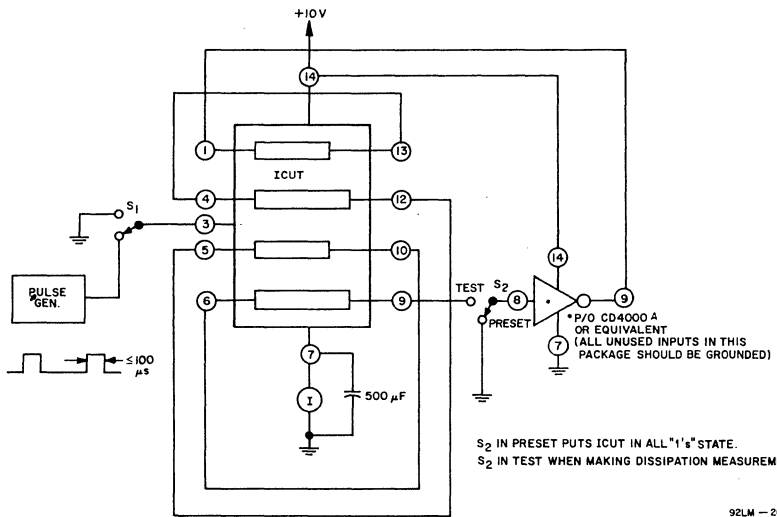 +10V
14
1
13
ICUT
4
12
S1
3
5
10
14
PULSE
GEN.
6
9
TEST
S2
8
*
9
PRESET
*P/O CD4000 A
OR EQUIVALENT
(ALL UNUSED INPUTS IN THIS
PACKAGE SHOULD BE GROUNDED)
7
7
≤100
μs
I
500 μF
S2 IN PRESET PUTS ICUT IN ALL "1's" STATE.
S2 IN TEST WHEN MAKING DISSIPATION MEASUREM
92LM — 2